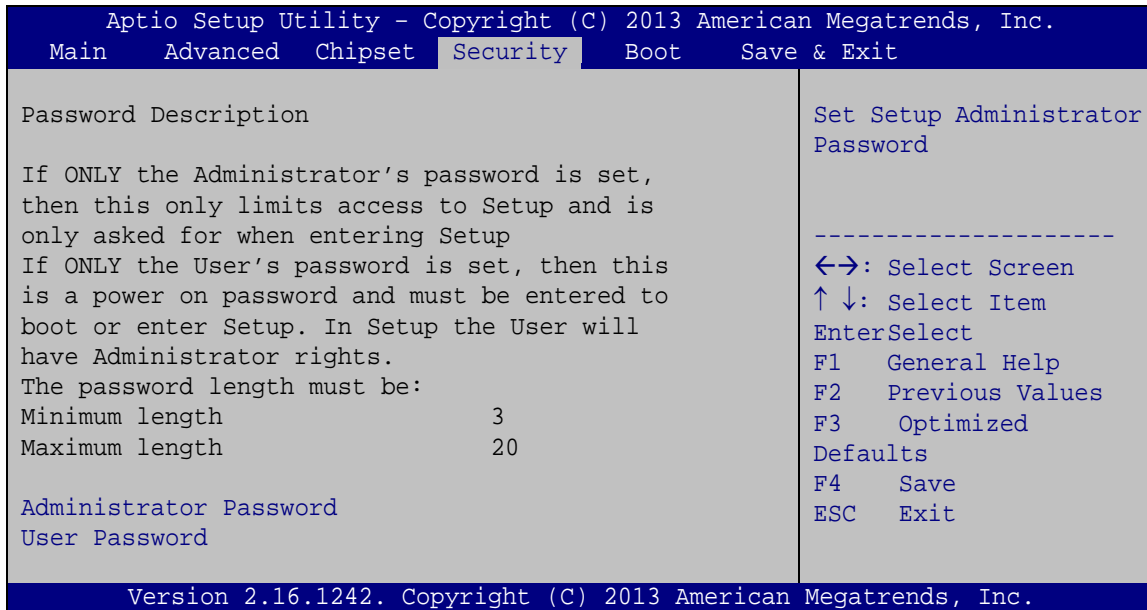 Aptio Setup Utility – Copyright (C) 2013 American Megatrends, Inc.
Main Advanced Chipset Security Boot Save & Exit
Password Description
If ONLY the Administrator’s password is set,
then this only limits access to Setup and is
only asked for when entering Setup
If ONLY the User’s password is set, then this
is a power on password and must be entered to
boot or enter Setup. In Setup the User will
have Administrator rights.
The password length must be:
Minimum length 3
Maximum length 20
Administrator Password
User Password
Set Setup Administrator
Password
---------------------
←→: Select Screen
↑ ↓: Select Item
EnterSelect
F1 General Help
F2 Previous Values
F3 Optimized
Defaults
F4 Save
ESC Exit
Version 2.16.1242. Copyright (C) 2013 American Megatrends, Inc.